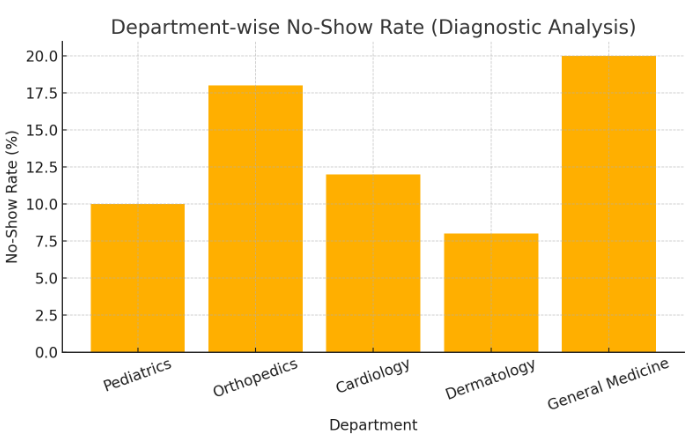 Department-wise No-Show Rate (Diagnostic Analysis)
No-Show Rate (%)
20.0
17.5
15.0
12.5
10.0
7.5
5.0
2.5
0.0
Pediatrics
Orthopedics
Cardiology
Dermatology
General Medicine
Department